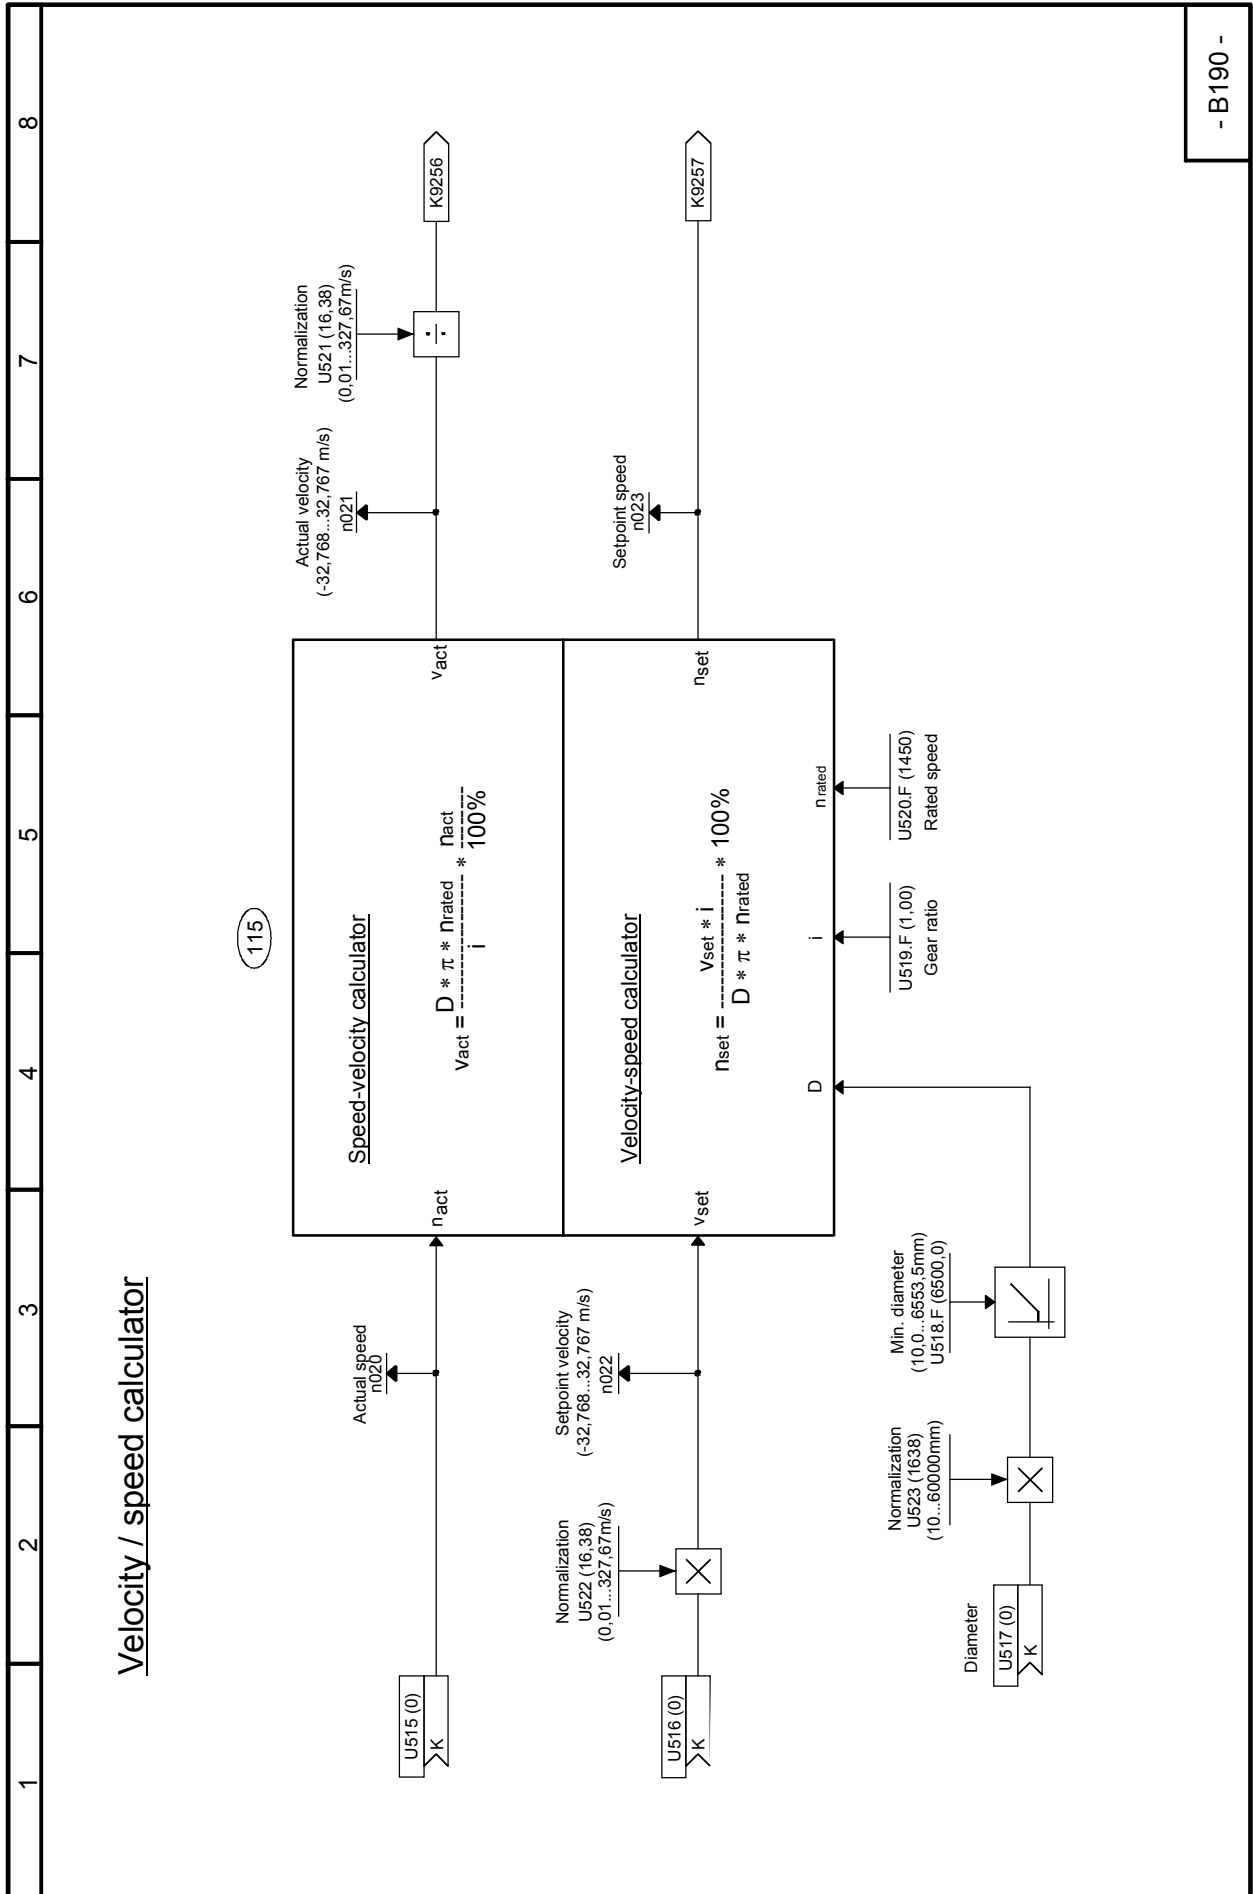 1 2 3 4 5 6 7 8
Velocity / speed calculator
115
Actual speed
n020
U515 (0)
K
nact
Speed-velocity calculator
vact = D * π * nrated / i * nact / 100%
vact
Actual velocity
(-32,768...32,767 m/s)
n021
Normalization
U521 (16,38)
(0,01...327,67m/s)
K9256
U516 (0)
K
Normalization
U522 (16,38)
(0,01...327,67m/s)
Setpoint velocity
(-32,768...32,767 m/s)
n022
vset
Velocity-speed calculator
nset = vset * i / D * π * nrated * 100%
nset
Setpoint speed
n023
K9257
D
i
nrated
Diameter
U517 (0)
K
Normalization
U523 (1638)
(10...60000mm)
Min. diameter
(10,0...6553,5mm)
U518.F (6500,0)
U519.F (1,00)
Gear ratio
U520.F (1450)
Rated speed
- B190 -